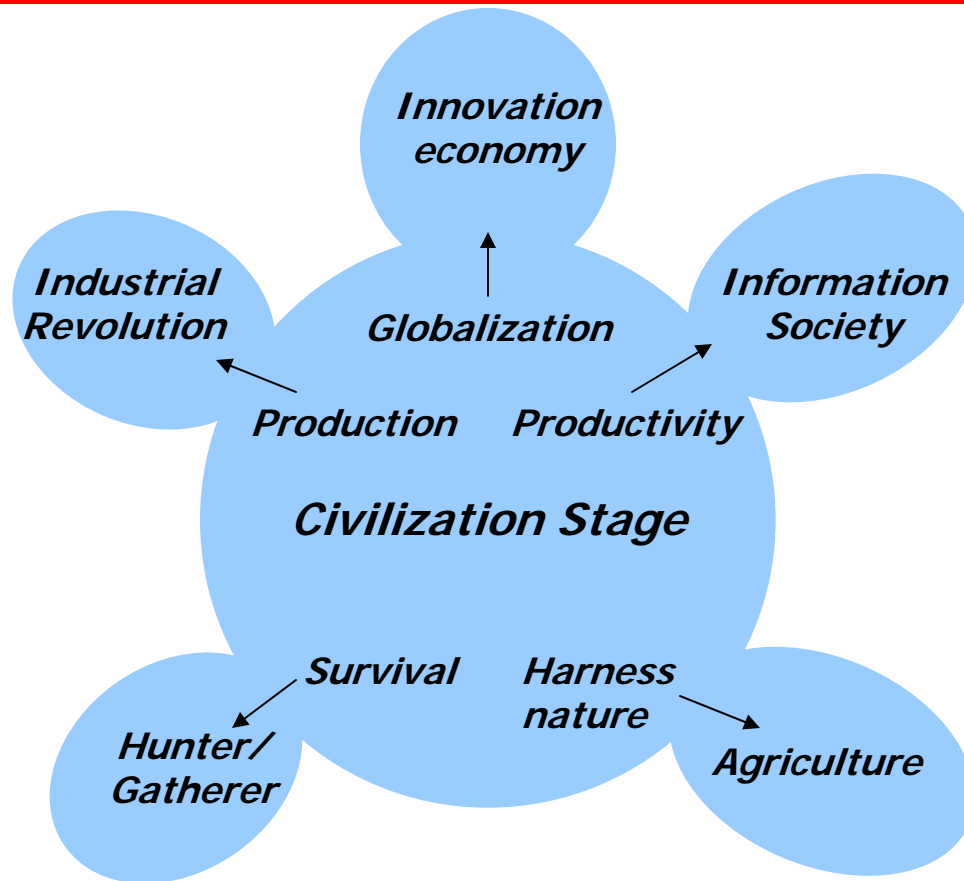 Innovation
economy
Industrial
Revolution
Information
Society
Globalization
Production
Productivity
Civilization Stage
Survival
Harness
nature
Hunter/
Gatherer
Agriculture